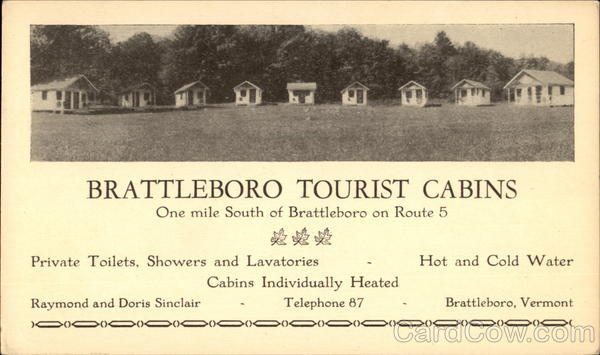 BRATTLEBORO TOURIST CABINS
One mile South of Brattleboro on Route 5
Private Toilets, Showers and Lavatories - Hot and Cold Water
Cabins Individually Heated
Raymond and Doris Sinclair - Telephone 87 - Brattleboro, Vermont
CardCow.com